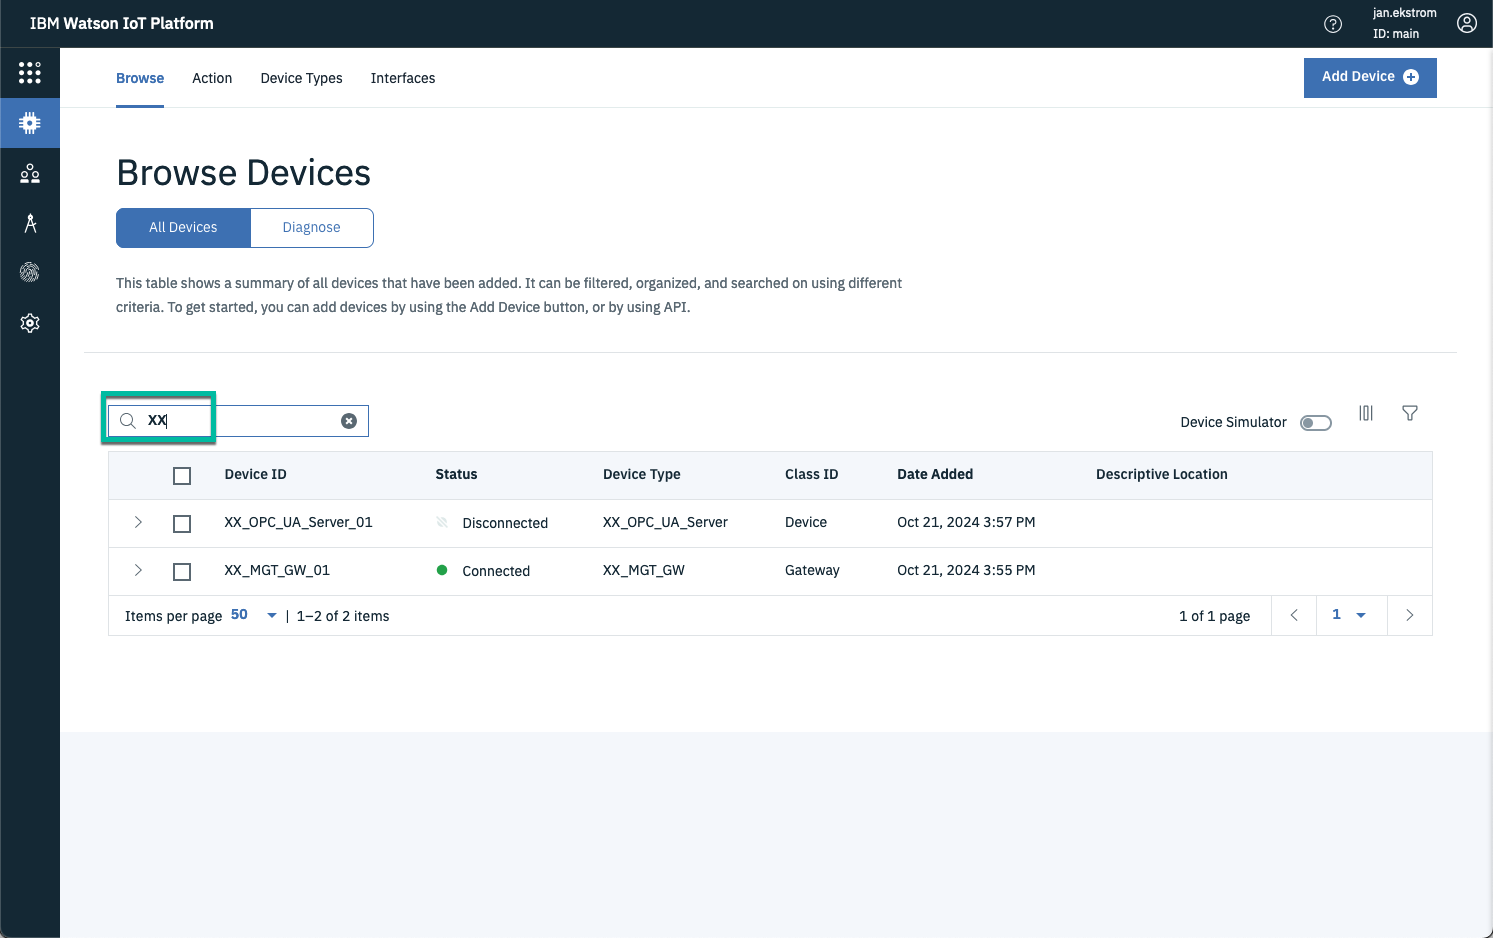 IBM Watson IoT Platform
jan.ekstrom
ID: main
Browse Action Device Types Interfaces
Add Device
Browse Devices
All Devices Diagnose
This table shows a summary of all devices that have been added. It can be filtered, organized, and searched on using different
criteria. To get started, you can add devices by using the Add Device button, or by using API.
XX
Device Simulator
Device ID Status Device Type Class ID Date Added Descriptive Location
XX_OPC_UA_Server_01 Disconnected XX_OPC_UA_Server Device Oct 21, 2024 3:57 PM
XX_MGT_GW_01 Connected XX_MGT_GW Gateway Oct 21, 2024 3:55 PM
Items per page 50 | 1–2 of 2 items 1 of 1 page 1